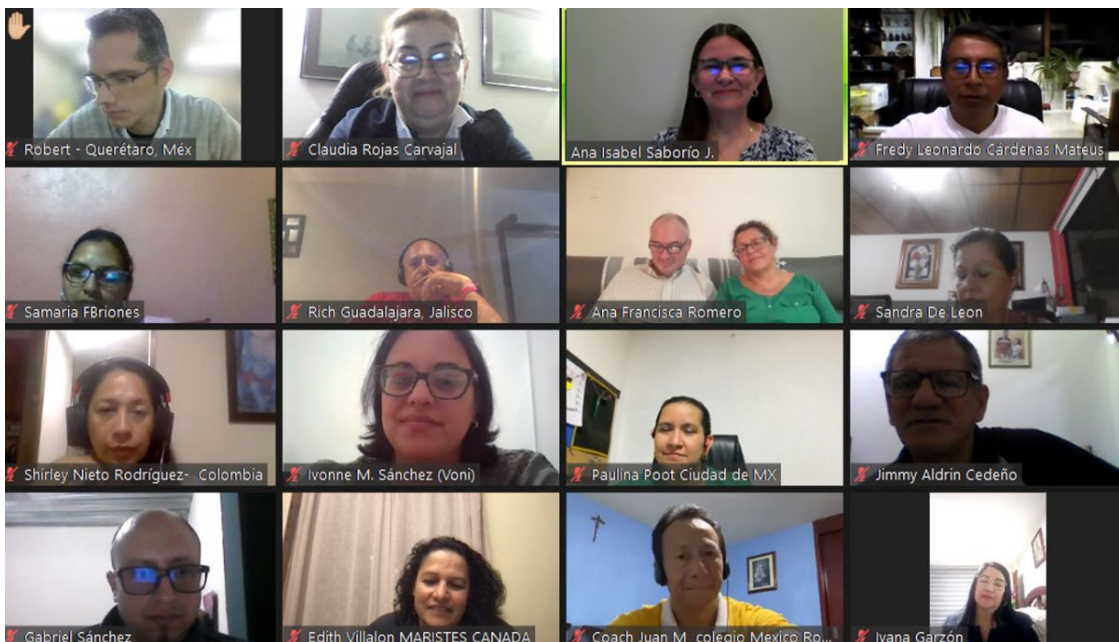 Robert - Querétaro, Méx
Claudia Rojas Carvajal
Ana Isabel Saborío J.
Fredy Leonardo Cárdenas Mateus
Samaria FBriones
Rich Guadalajara, Jalisco
Ana Francisca Romero
Sandra De Leon
Shirley Nieto Rodríguez- Colombia
Ivonne M. Sánchez (Voni)
Paulina Poot Ciudad de MX
Jimmy Aldrin Cedeño
Gabriel Sánchez
Edith Villalon MARISTES CANADA
Coach Juan M colegio Mexico Ro...
Ivana Garzón